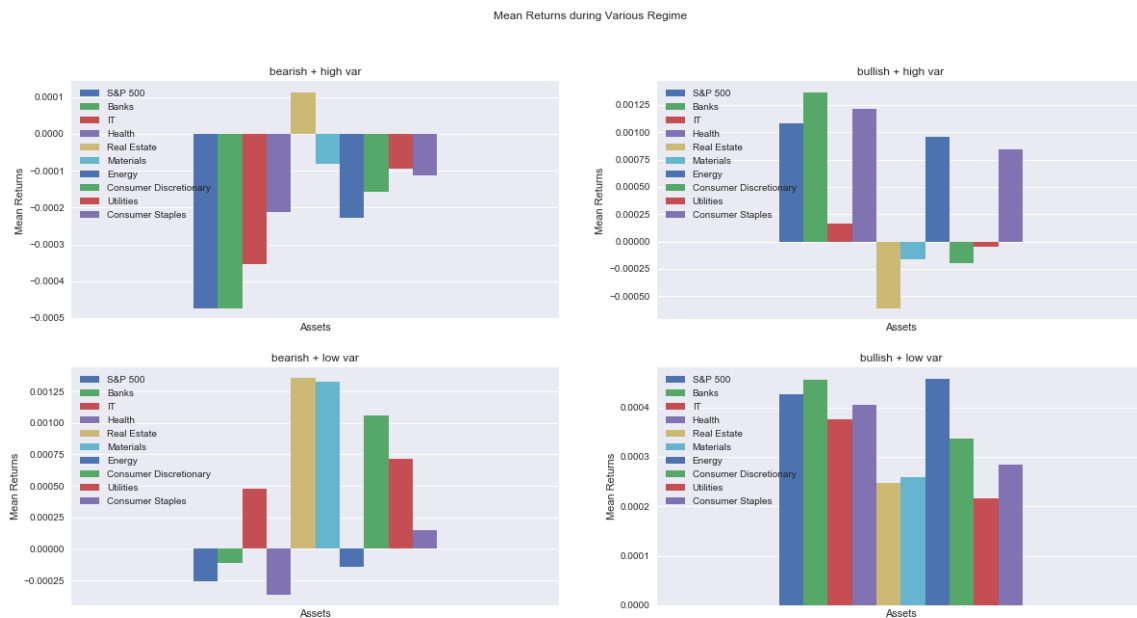 Mean Returns during Various Regime
bearish + high var
Mean Returns
0.0001
0.0000
−0.0001
−0.0002
−0.0003
−0.0004
−0.0005
S&P 500
Banks
IT
Health
Real Estate
Materials
Energy
Consumer Discretionary
Utilities
Consumer Staples
Assets
bullish + high var
Mean Returns
0.00125
0.00100
0.00075
0.00050
0.00025
0.00000
−0.00025
−0.00050
S&P 500
Banks
IT
Health
Real Estate
Materials
Energy
Consumer Discretionary
Utilities
Consumer Staples
Assets
bearish + low var
Mean Returns
0.00125
0.00100
0.00075
0.00050
0.00025
0.00000
−0.00025
S&P 500
Banks
IT
Health
Real Estate
Materials
Energy
Consumer Discretionary
Utilities
Consumer Staples
Assets
bullish + low var
Mean Returns
0.0004
0.0003
0.0002
0.0001
0.0000
S&P 500
Banks
IT
Health
Real Estate
Materials
Energy
Consumer Discretionary
Utilities
Consumer Staples
Assets